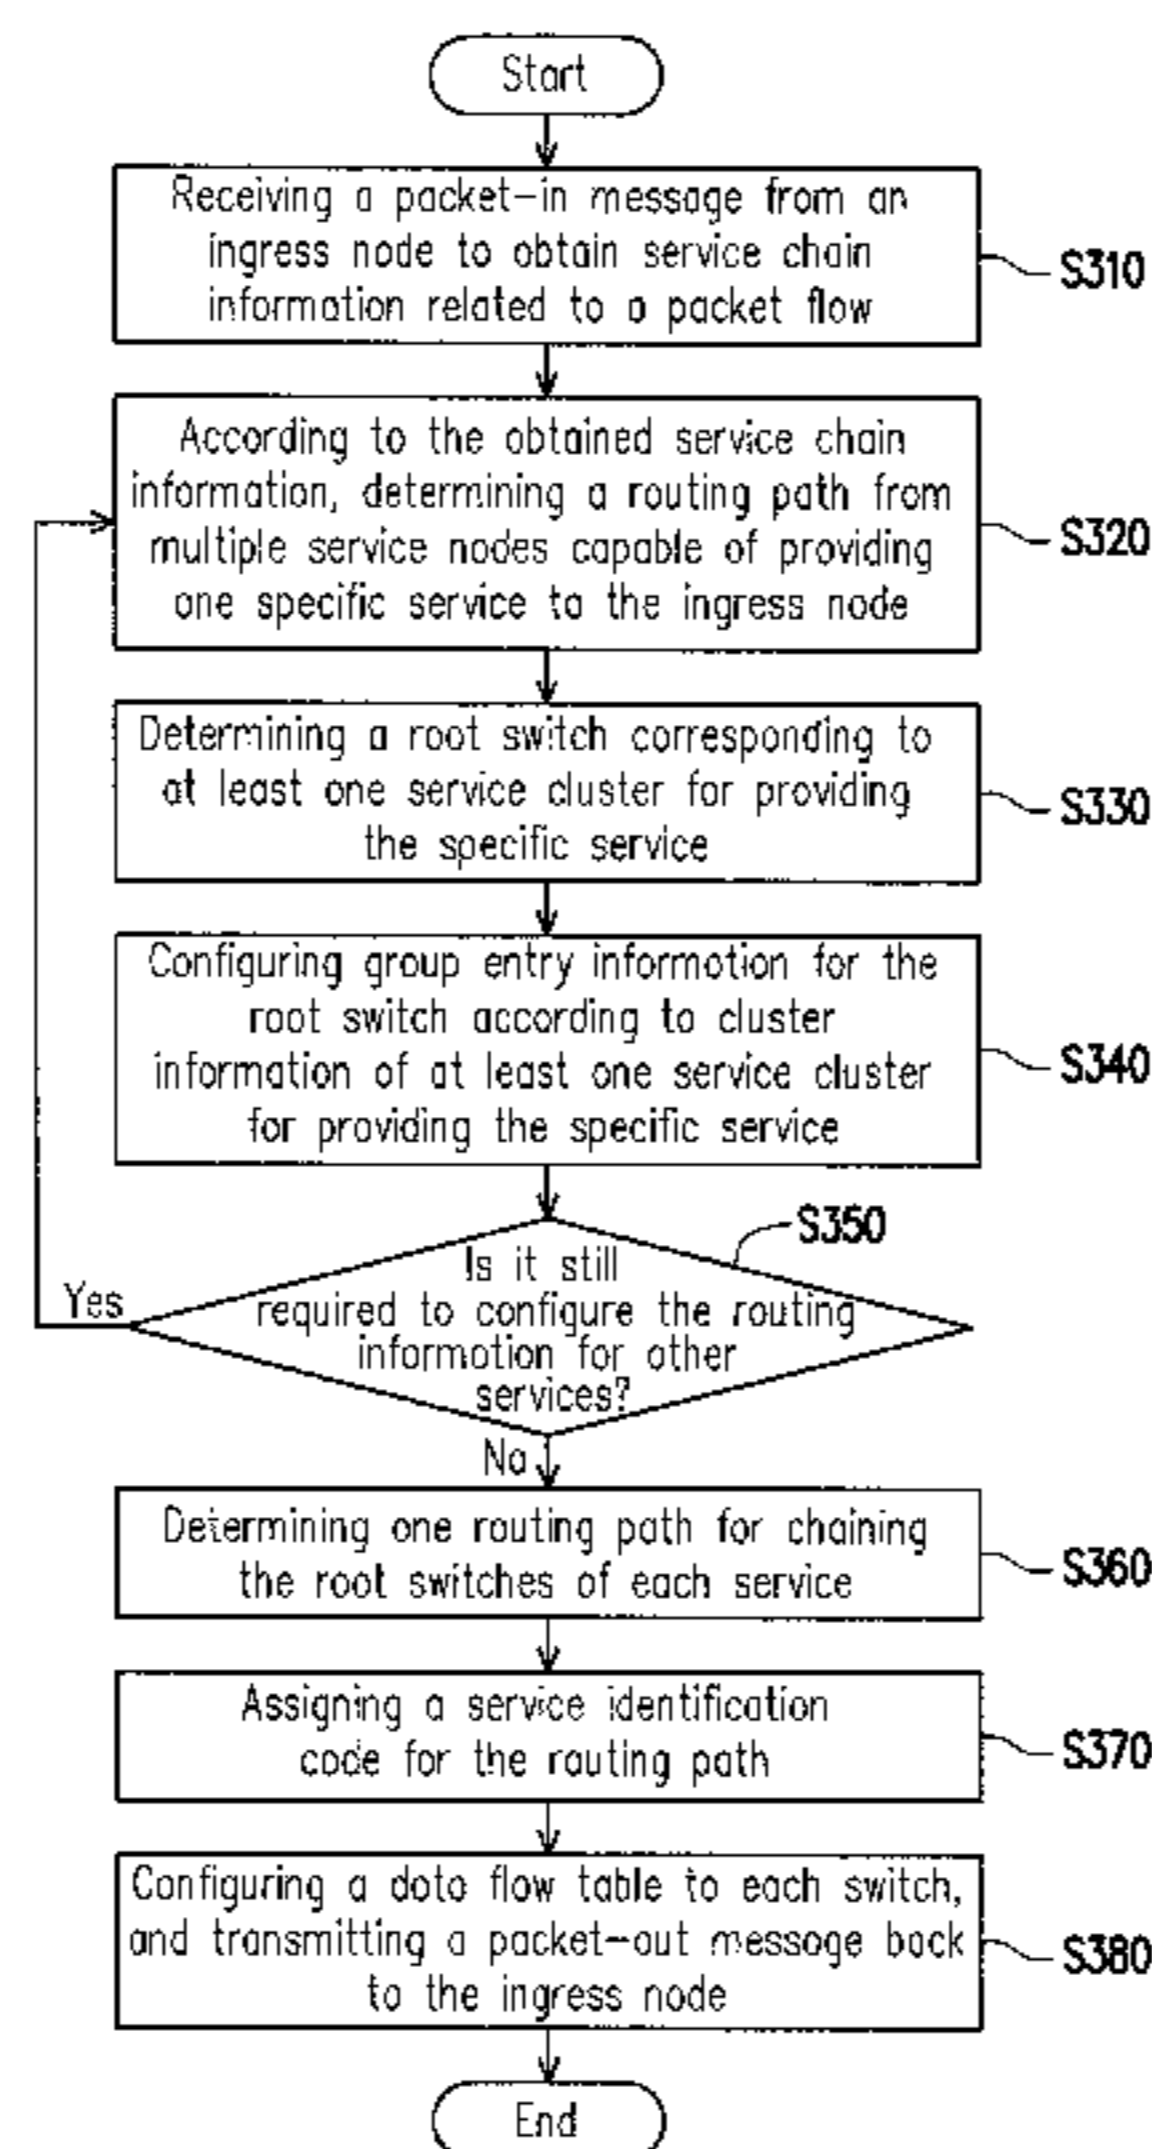 Start
Receiving a packet-in message from an
ingress node to obtain service chain
information related to a packet flow
S310
According to the obtained service chain
information, determining a routing path from
multiple service nodes capable of providing
one specific service to the ingress node
S320
Determining a root switch corresponding to
at least one service cluster for providing
the specific service
S330
Configuring group entry information for the
root switch according to cluster
information of at least one service cluster
for providing the specific service
S340
S350
Is it still
required to configure the routing
information for other
services?
Yes
No
Determining one routing path for chaining
the root switches of each service
S360
Assigning a service identification
code for the routing path
S370
Configuring a data flow table to each switch,
and transmitting a packet-out message back
to the ingress node
S380
End